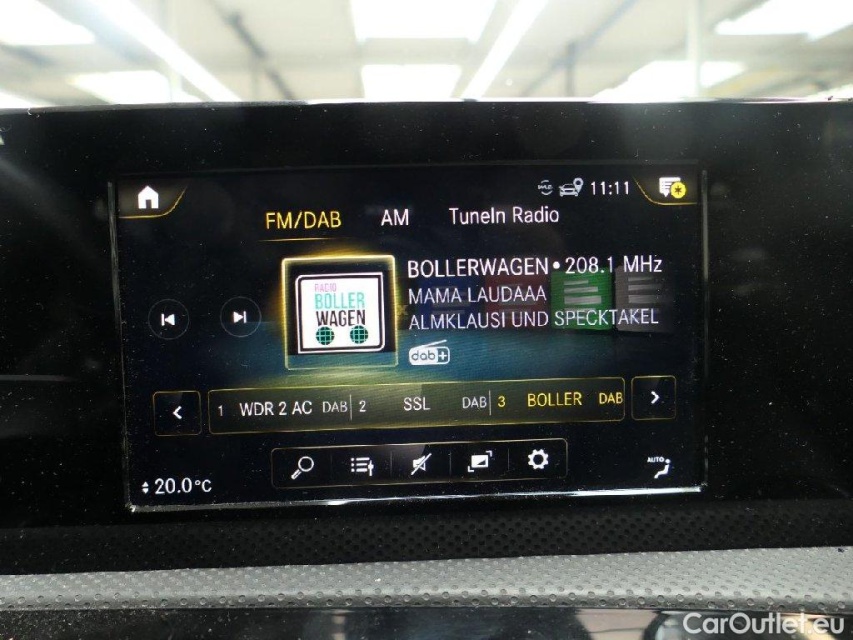 11:11
FM/DAB AM TuneIn Radio
BOLLERWAGEN • 208.1 MHz
MAMA LAUDAAA
ALMKLAUSI UND SPECKTAKEL
RADIO
BOLLER
WAGEN
dab+
1 WDR 2 AC DAB 2 SSL DAB 3 BOLLER DAB
20.0°C
AUTO
CarOutlet.eu